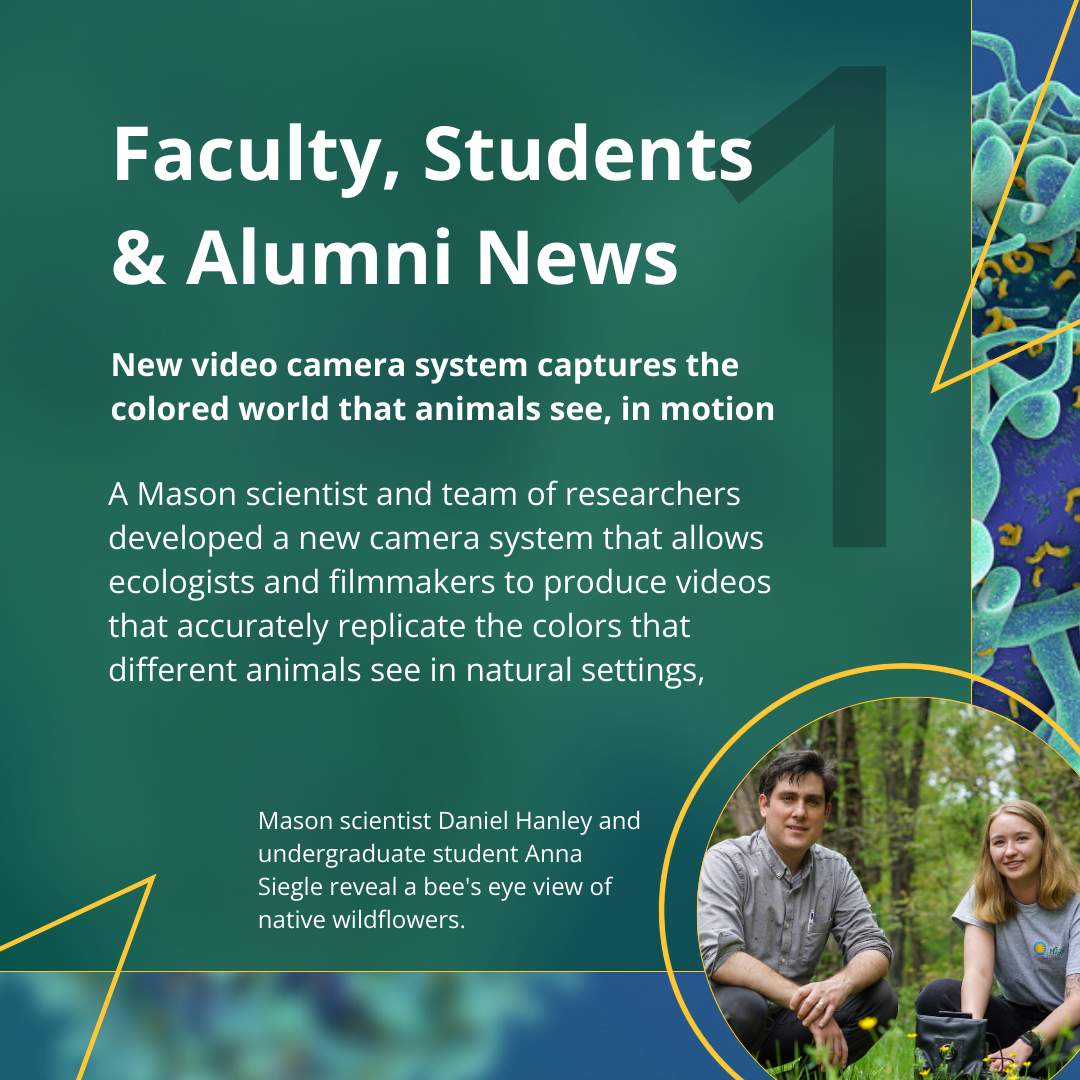 1
Faculty, Students
& Alumni News
New video camera system captures the
colored world that animals see, in motion
A Mason scientist and team of researchers
developed a new camera system that allows
ecologists and filmmakers to produce videos
that accurately replicate the colors that
different animals see in natural settings,
Mason scientist Daniel Hanley and
undergraduate student Anna
Siegle reveal a bee's eye view of
native wildflowers.